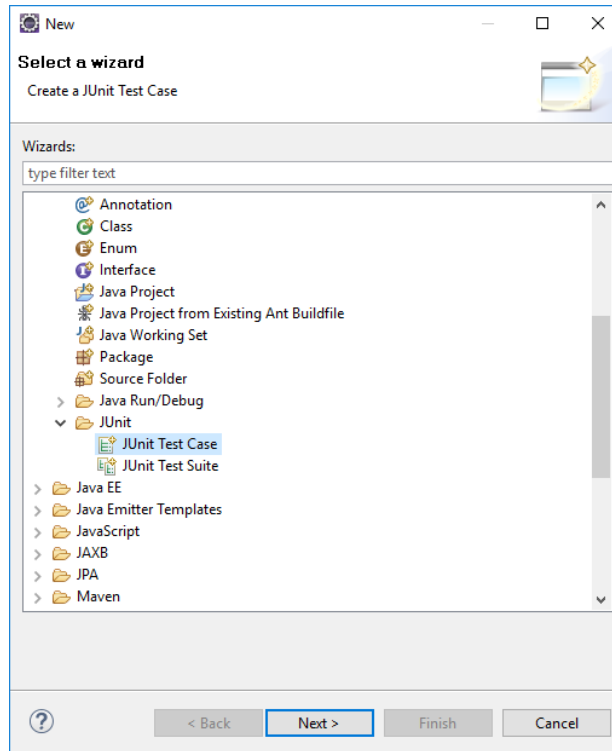 New
Select a wizard
Create a JUnit Test Case
Wizards:
type filter text
Annotation
Class
Enum
Interface
Java Project
Java Project from Existing Ant Buildfile
Java Working Set
Package
Source Folder
Java Run/Debug
JUnit
JUnit Test Case
JUnit Test Suite
Java EE
Java Emitter Templates
JavaScript
JAXB
JPA
Maven
< Back Next > Finish Cancel